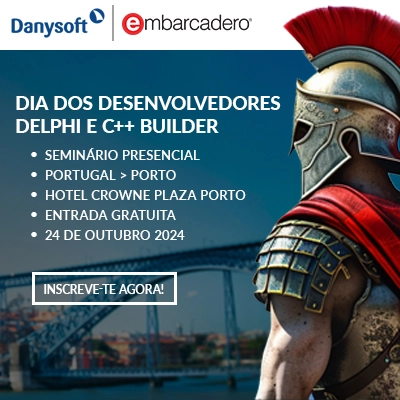 Danysoft
embarcadero®
DIA DOS DESENVOLVEDORES
DELPHI E C++ BUILDER
• SEMINÁRIO PRESENCIAL
• PORTUGAL > PORTO
• HOTEL CROWNE PLAZA PORTO
• ENTRADA GRATUITA
• 24 DE OUTUBRO 2024
INSCREVE-TE AGORA!